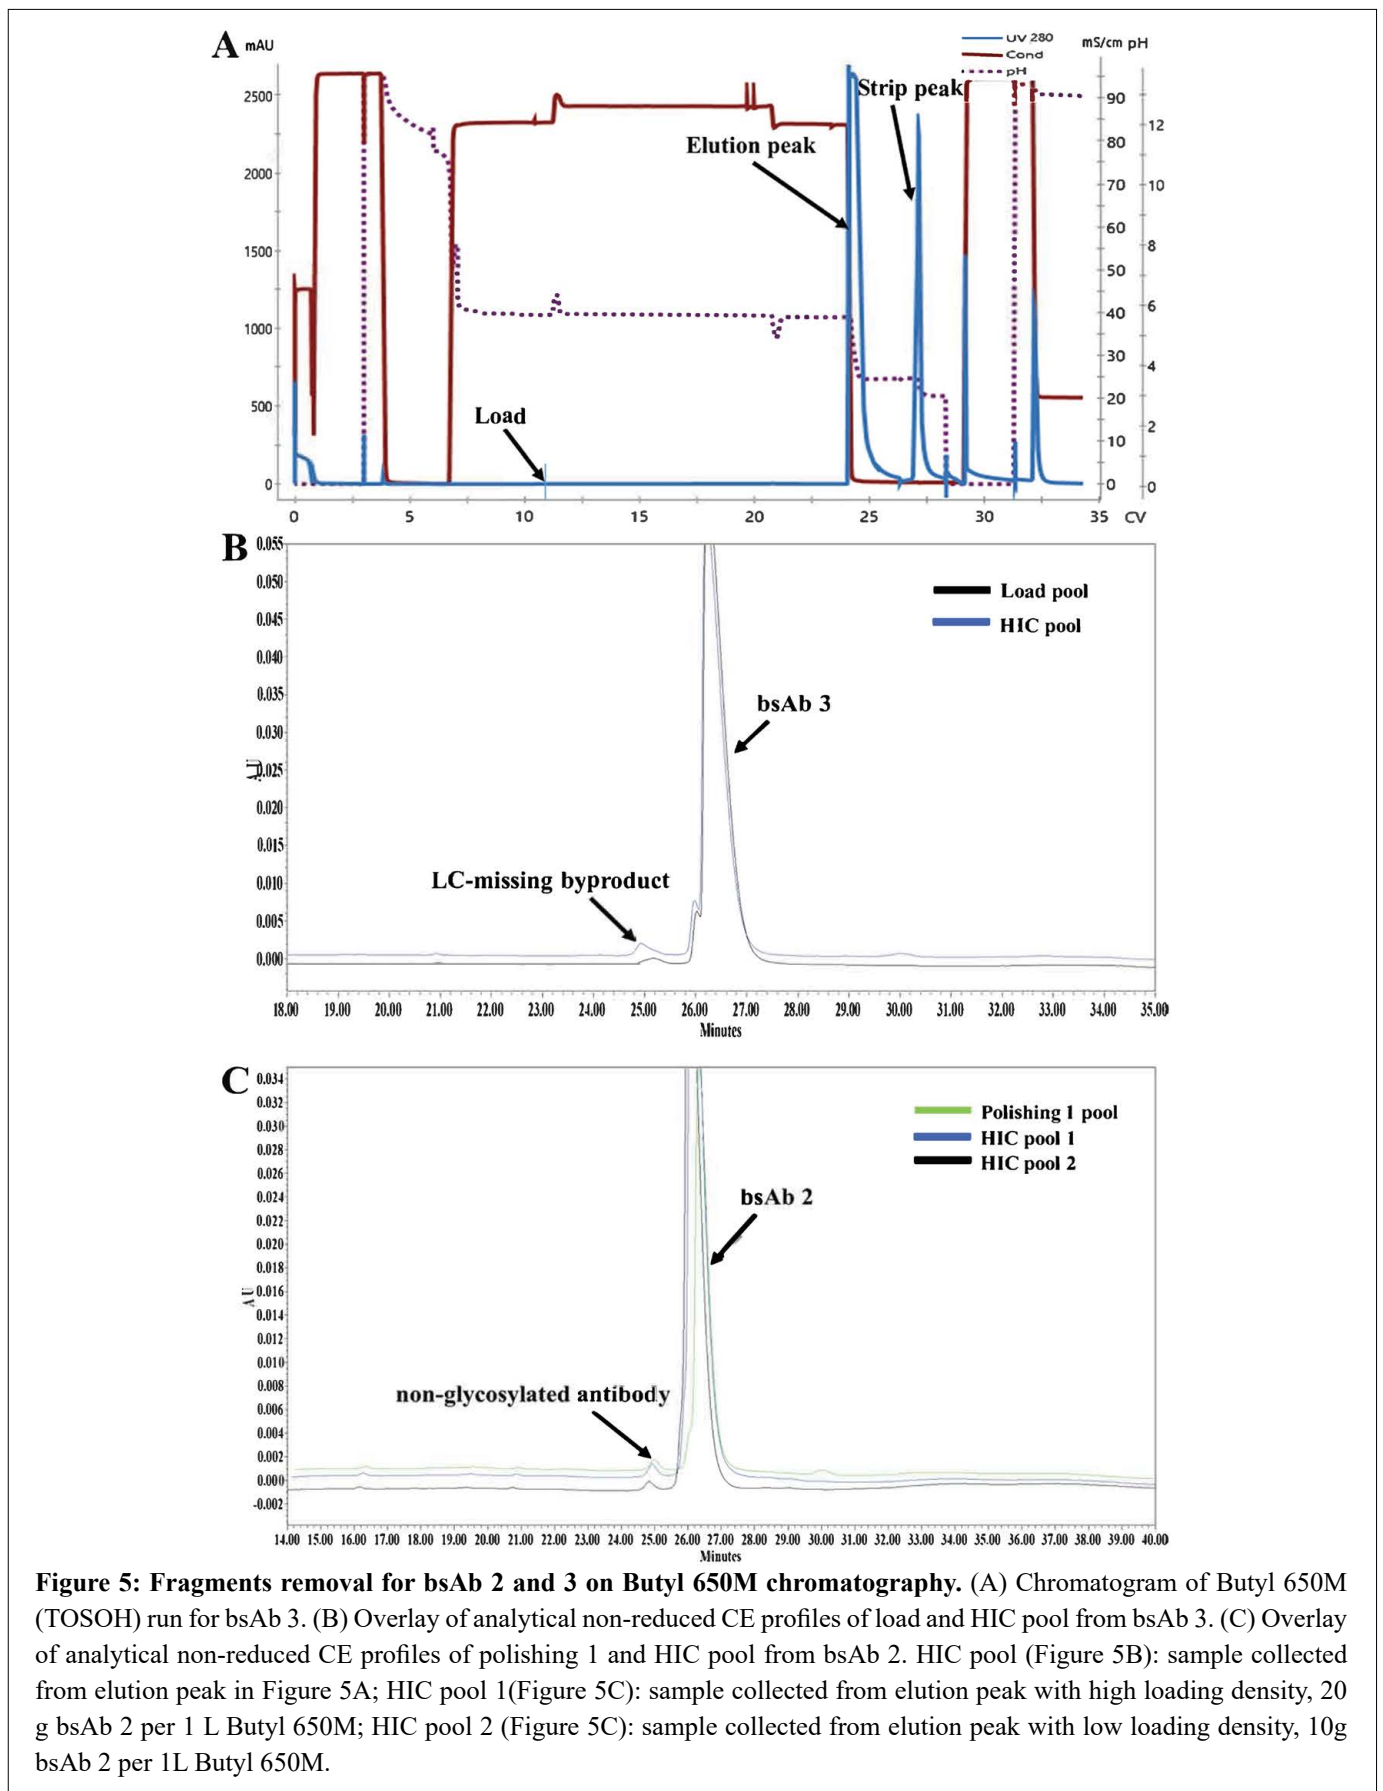 A mAU
UV 280
Cond
pH
mS/cm pH
2500
2000
1500
1000
500
0
90
80
70
60
50
40
30
20
10
0
12
10
8
6
4
2
0
Strip peak
Elution peak
Load
0 5 10 15 20 25 30 35 CV
B
0.055
0.050
0.045
0.040
0.035
0.030
0.025
0.020
0.015
0.010
0.005
0.000
Load pool
HIC pool
bsAb 3
LC-missing byproduct
18.00 19.00 20.00 21.00 22.00 23.00 24.00 25.00 26.00 27.00 28.00 29.00 30.00 31.00 32.00 33.00 34.00 35.00
Minutes
C
0.034
0.032
0.030
0.028
0.026
0.024
0.022
0.020
0.018
0.016
0.014
0.012
0.010
0.008
0.006
0.004
0.002
0.000
-0.002
AU
Polishing 1 pool
HIC pool 1
HIC pool 2
bsAb 2
non-glycosylated antibody
14.00 15.00 16.00 17.00 18.00 19.00 20.00 21.00 22.00 23.00 24.00 25.00 26.00 27.00 28.00 29.00 30.00 31.00 32.00 33.00 34.00 35.00 36.00 37.00 38.00 39.00 40.00
Minutes
Figure 5: Fragments removal for bsAb 2 and 3 on Butyl 650M chromatography. (A) Chromatogram of Butyl 650M
(TOSOH) run for bsAb 3. (B) Overlay of analytical non-reduced CE profiles of load and HIC pool from bsAb 3. (C) Overlay
of analytical non-reduced CE profiles of polishing 1 and HIC pool from bsAb 2. HIC pool (Figure 5B): sample collected
from elution peak in Figure 5A; HIC pool 1(Figure 5C): sample collected from elution peak with high loading density, 20
g bsAb 2 per 1 L Butyl 650M; HIC pool 2 (Figure 5C): sample collected from elution peak with low loading density, 10g
bsAb 2 per 1L Butyl 650M.